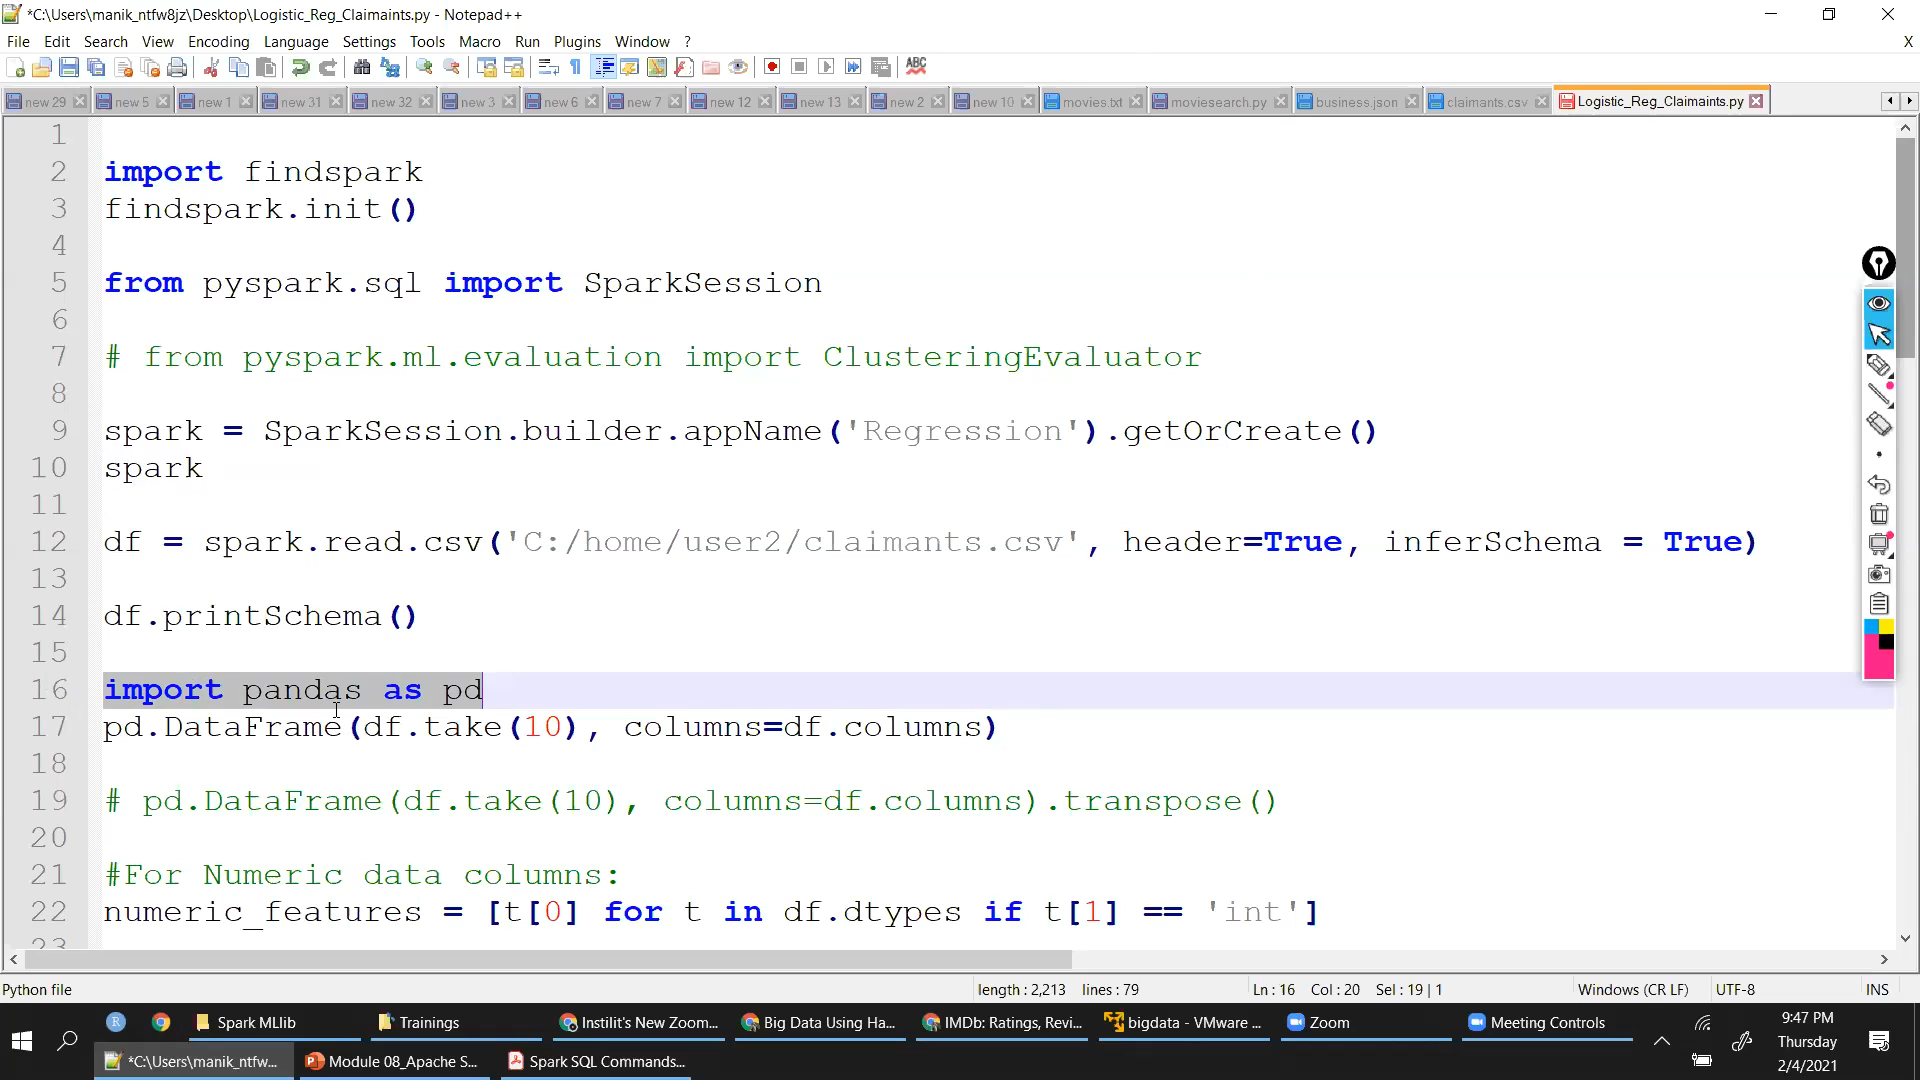 *C:\Users\manik_ntfw8jz\Desktop\Logistic_Reg_Claimaints.py - Notepad++
File Edit Search View Encoding Language Settings Tools Macro Run Plugins Window ? X
new 29 new 5 new 1 new 31 new 32 new 3 new 6 new 7 new 12 new 13 new 2 new 10 movies.txt moviesearch.py business.json claimants.csv Logistic_Reg_Claimaints.py
1
2 import findspark
3 findspark.init()
4
5 from pyspark.sql import SparkSession
6
7 # from pyspark.ml.evaluation import ClusteringEvaluator
8
9 spark = SparkSession.builder.appName('Regression').getOrCreate()
10 spark
11
12 df = spark.read.csv('C:/home/user2/claimants.csv', header=True, inferSchema = True)
13
14 df.printSchema()
15
16 import pandas as pd
17 pd.DataFrame(df.take(10), columns=df.columns)
18
19 # pd.DataFrame(df.take(10), columns=df.columns).transpose()
20
21 #For Numeric data columns:
22 numeric_features = [t[0] for t in df.dtypes if t[1] == 'int']
23
Python file length : 2,213 lines : 79 Ln : 16 Col : 20 Sel : 19 | 1 Windows (CR LF) UTF-8 INS
R Spark MLlib Trainings Instilit's New Zoom... Big Data Using Ha... IMDb: Ratings, Revi... bigdata - VMware ... Zoom Meeting Controls 9:47 PM
Thursday
*C:\Users\manik_ntfw... Module 08_Apache S... Spark SQL Commands... 2/4/2021